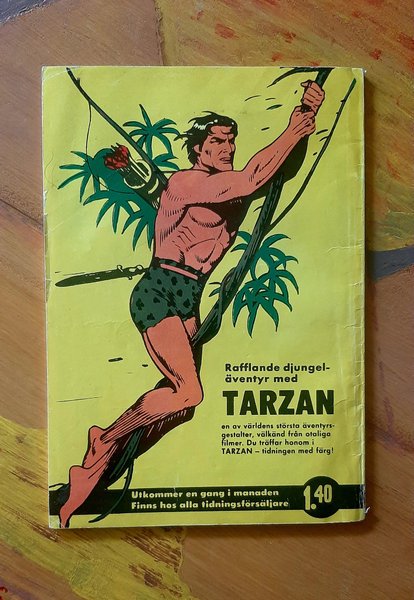 Rafflande djungel-
äventyr med
TARZAN
en av världens största äventyrs-
gestalter, välkänd från otaliga
filmer. Du träffar honom i
TARZAN – tidningen med färg!
Utkommer en gang i manaden
Finns hos alla tidningsförsäljare
1.40